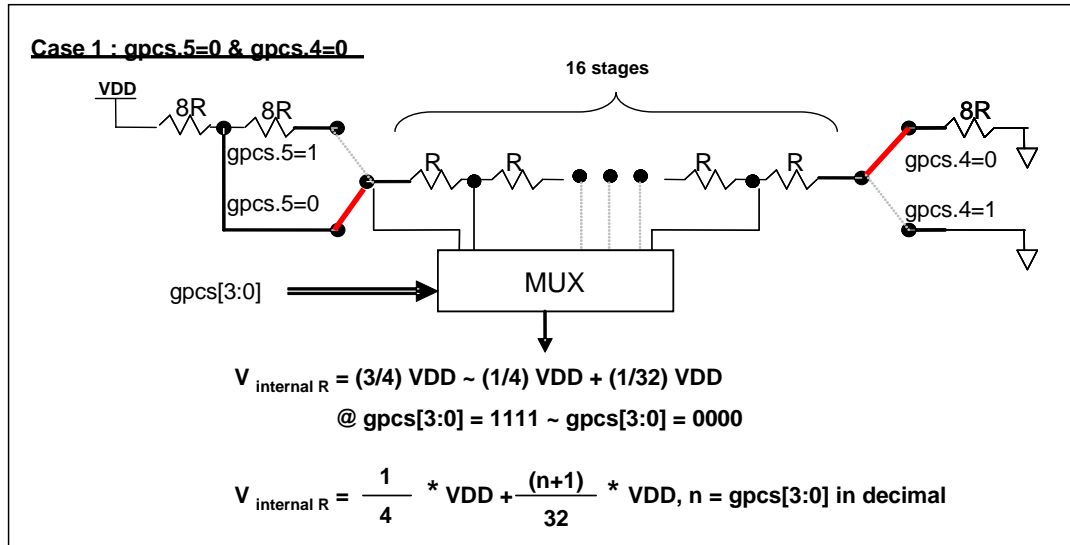 Case 1 : gpcs.5=0 & gpcs.4=0
16 stages
VDD
8R 8R 8R
gpcs.5=1
gpcs.4=0
R R R R
gpcs.5=0
gpcs.4=1
MUX
gpcs[3:0]
V internal R = (3/4) VDD ~ (1/4) VDD + (1/32) VDD
@ gpcs[3:0] = 1111 ~ gpcs[3:0] = 0000
V internal R = 1/4 * VDD + (n+1)/32 * VDD, n = gpcs[3:0] in decimal